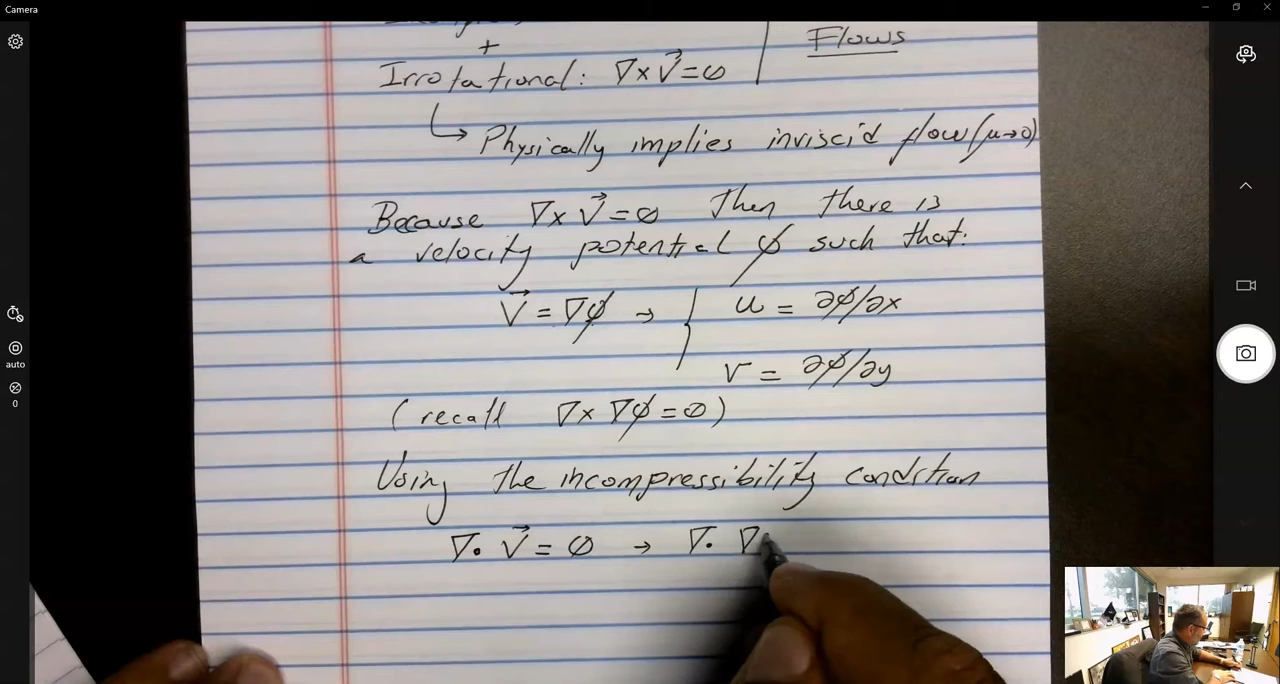 Camera
+
Flows
Irrotational: ∇×V⃗=0
↳ Physically implies inviscid flow (μ→0)
Because ∇×V⃗=0 then there is
a velocity potential ϕ such that:
V⃗=∇ϕ → { u = ∂ϕ/∂x
v = ∂ϕ/∂y
(recall ∇×∇ϕ=0)
Using the incompressibility condition
∇·V⃗=0 → ∇·∇
auto
0